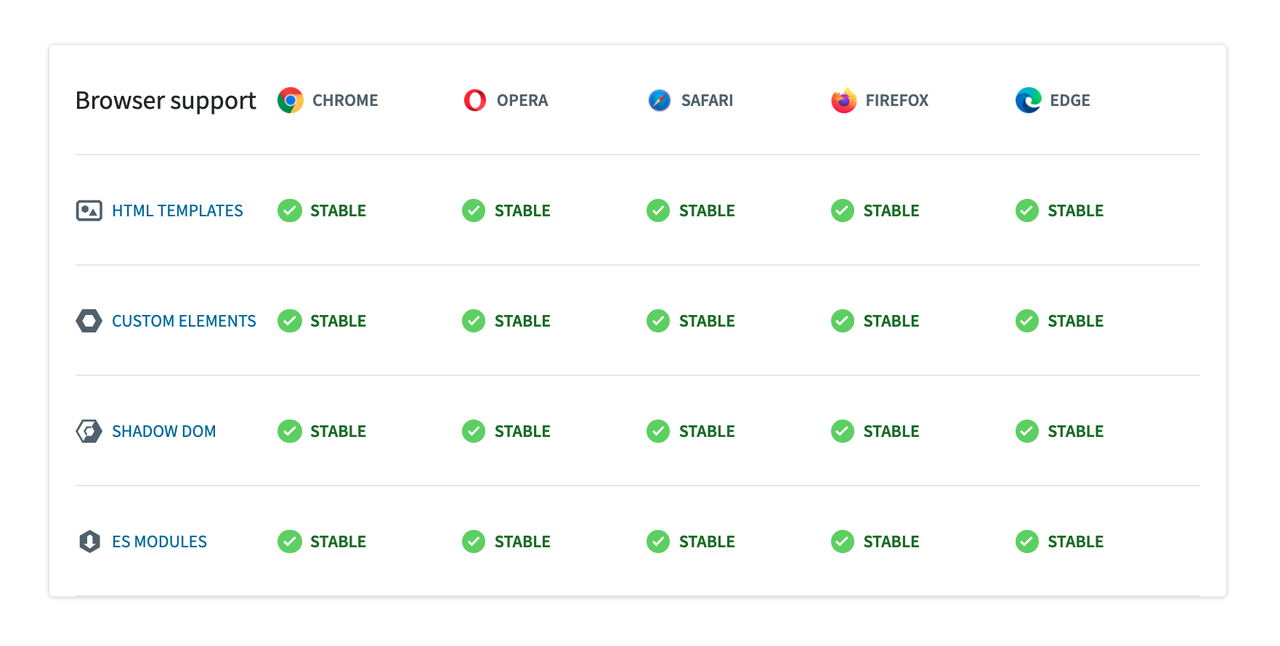 Browser support CHROME OPERA SAFARI FIREFOX EDGE
HTML TEMPLATES STABLE STABLE STABLE STABLE STABLE
CUSTOM ELEMENTS STABLE STABLE STABLE STABLE STABLE
SHADOW DOM STABLE STABLE STABLE STABLE STABLE
ES MODULES STABLE STABLE STABLE STABLE STABLE